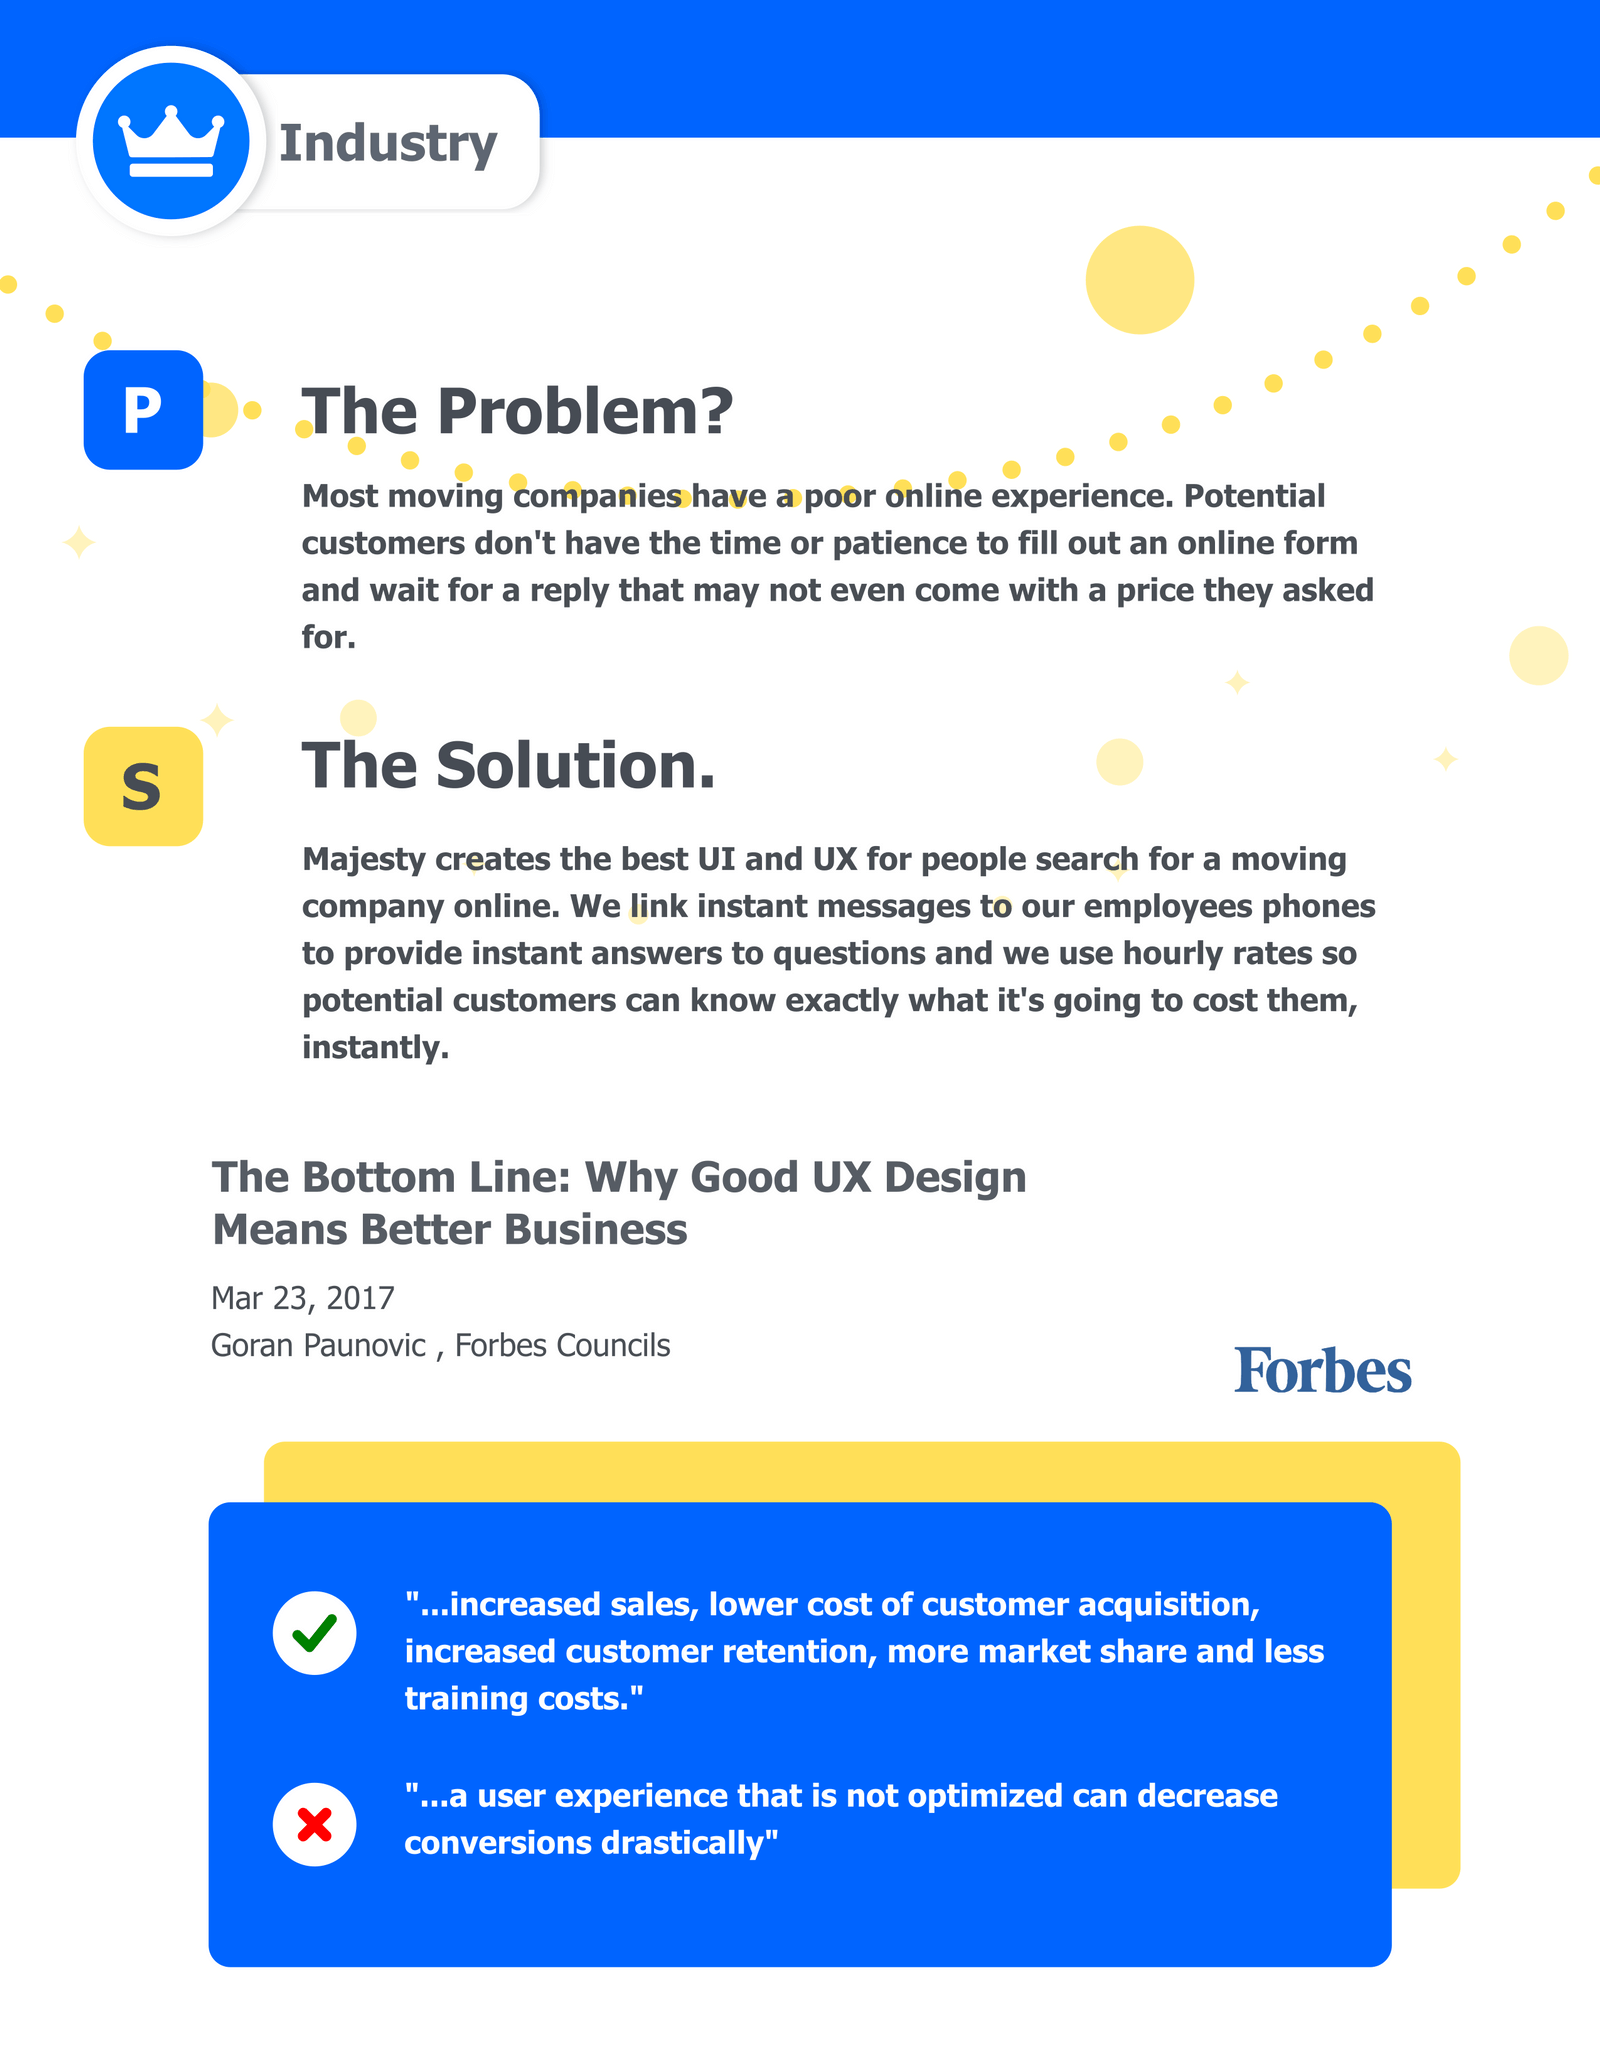 Industry
P
The Problem?
Most moving companies have a poor online experience. Potential
customers don't have the time or patience to fill out an online form
and wait for a reply that may not even come with a price they asked
for.
S
The Solution.
Majesty creates the best UI and UX for people search for a moving
company online. We link instant messages to our employees phones
to provide instant answers to questions and we use hourly rates so
potential customers can know exactly what it's going to cost them,
instantly.
The Bottom Line: Why Good UX Design
Means Better Business
Mar 23, 2017
Goran Paunovic , Forbes Councils
Forbes
"...increased sales, lower cost of customer acquisition,
increased customer retention, more market share and less
training costs."
"...a user experience that is not optimized can decrease
conversions drastically"